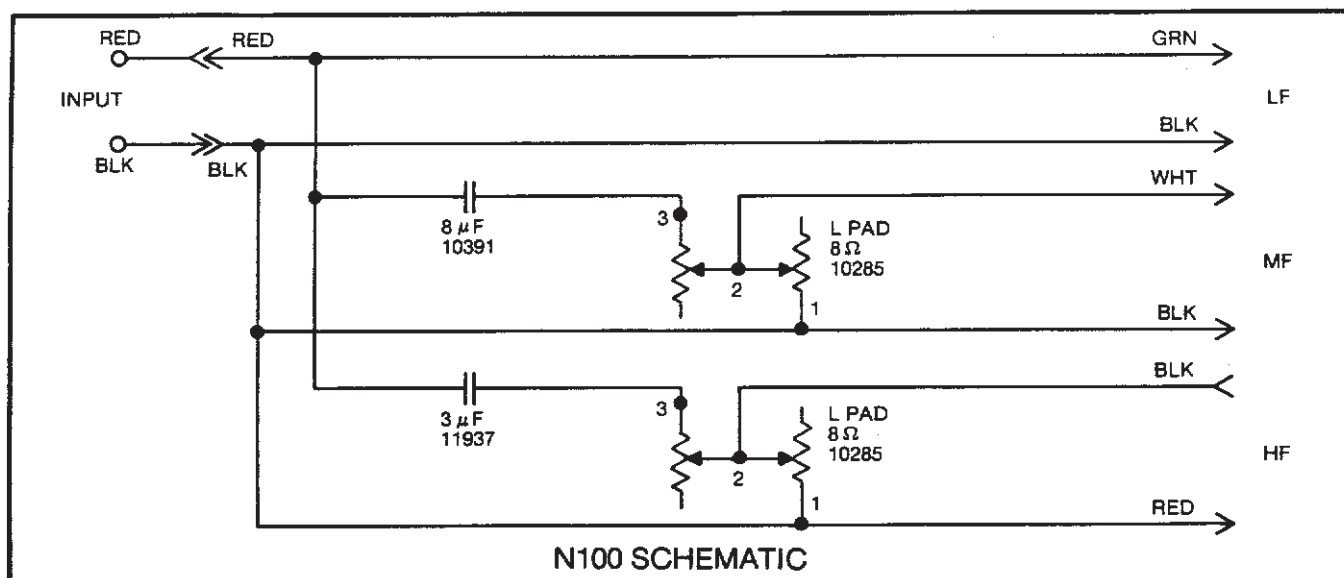 RED RED GRN
INPUT LF
BLK BLK BLK
WHT
8 μF
10391
3
2
L PAD
8 Ω
10285
1
MF
BLK
BLK
3 μF
11937
3
2
L PAD
8 Ω
10285
1
HF
RED
N100 SCHEMATIC